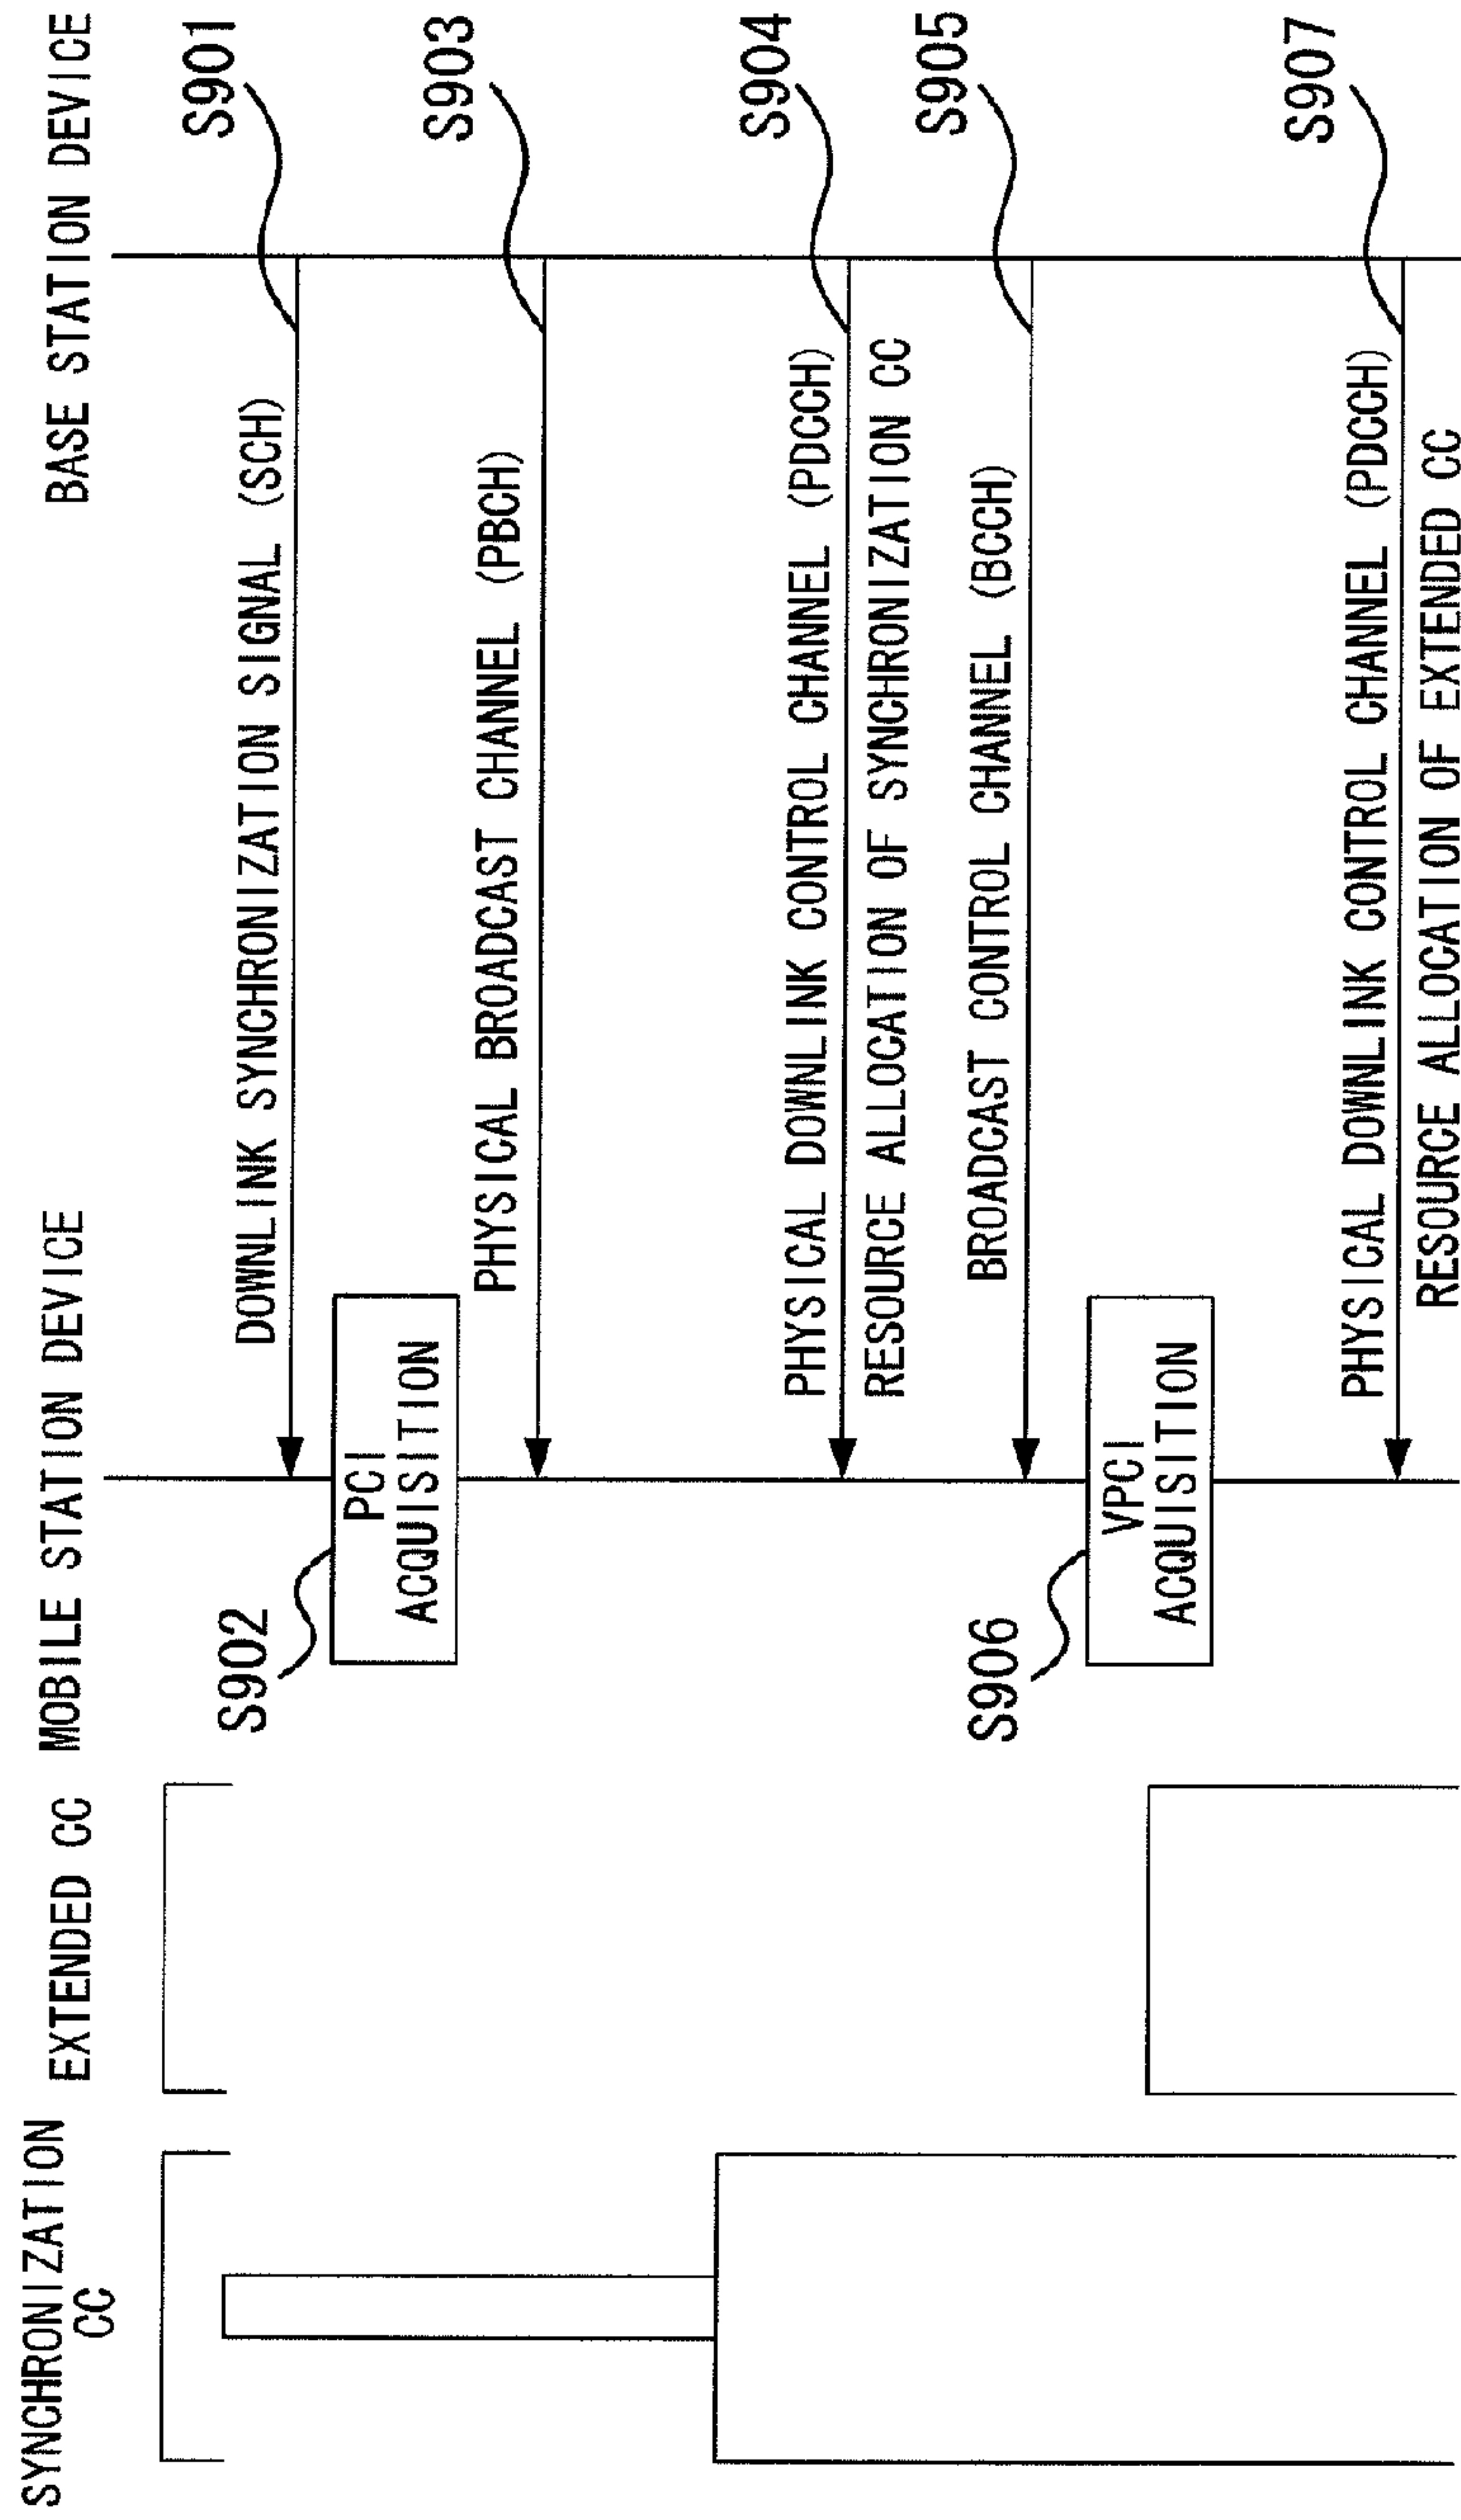 SYNCHRONIZATION
CC
EXTENDED CC
MOBILE STATION DEVICE
BASE STATION DEVICE
S901
DOWNLINK SYNCHRONIZATION SIGNAL (SCH)
S902
PCI
ACQUISITION
S903
PHYSICAL BROADCAST CHANNEL (PBCH)
S904
PHYSICAL DOWNLINK CONTROL CHANNEL (PDCCH)
RESOURCE ALLOCATION OF SYNCHRONIZATION CC
S905
BROADCAST CONTROL CHANNEL (BCCH)
S906
VPCI
ACQUISITION
S907
PHYSICAL DOWNLINK CONTROL CHANNEL (PDCCH)
RESOURCE ALLOCATION OF EXTENDED CC